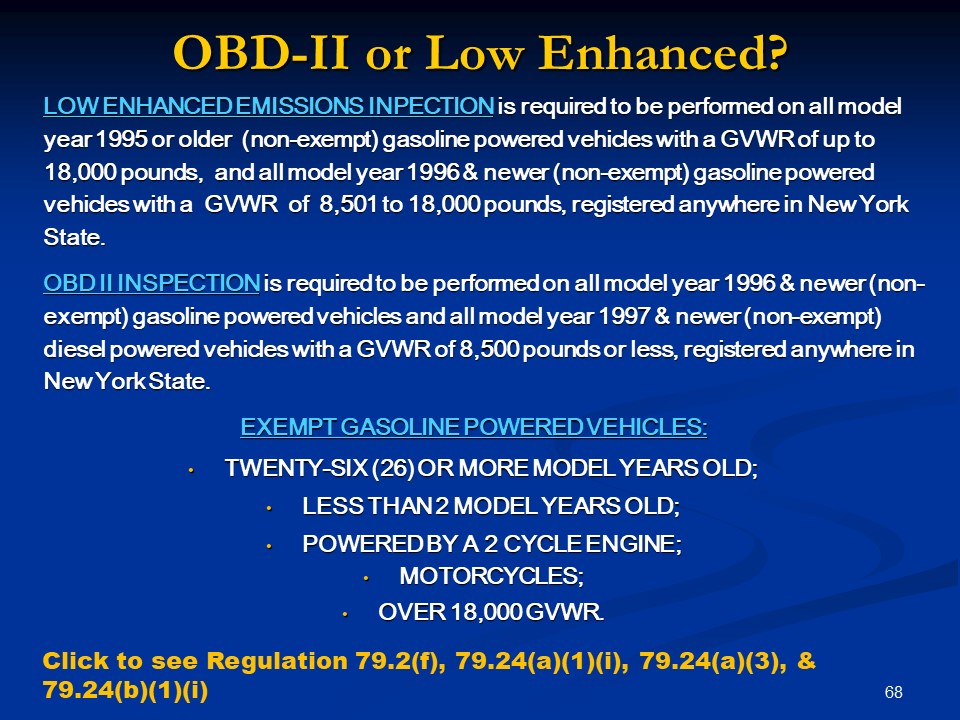 OBD-II or Low Enhanced?
LOW ENHANCED EMISSIONS INPECTION is required to be performed on all model
year 1995 or older (non-exempt) gasoline powered vehicles with a GVWR of up to
18,000 pounds, and all model year 1996 & newer (non-exempt) gasoline powered
vehicles with a GVWR of 8,501 to 18,000 pounds, registered anywhere in New York
State.
OBD II INSPECTION is required to be performed on all model year 1996 & newer (non-
exempt) gasoline powered vehicles and all model year 1997 & newer (non-exempt)
diesel powered vehicles with a GVWR of 8,500 pounds or less, registered anywhere in
New York State.
EXEMPT GASOLINE POWERED VEHICLES:
• TWENTY-SIX (26) OR MORE MODEL YEARS OLD;
• LESS THAN 2 MODEL YEARS OLD;
• POWERED BY A 2 CYCLE ENGINE;
• MOTORCYCLES;
• OVER 18,000 GVWR.
Click to see Regulation 79.2(f), 79.24(a)(1)(i), 79.24(a)(3), &
79.24(b)(1)(i)
68